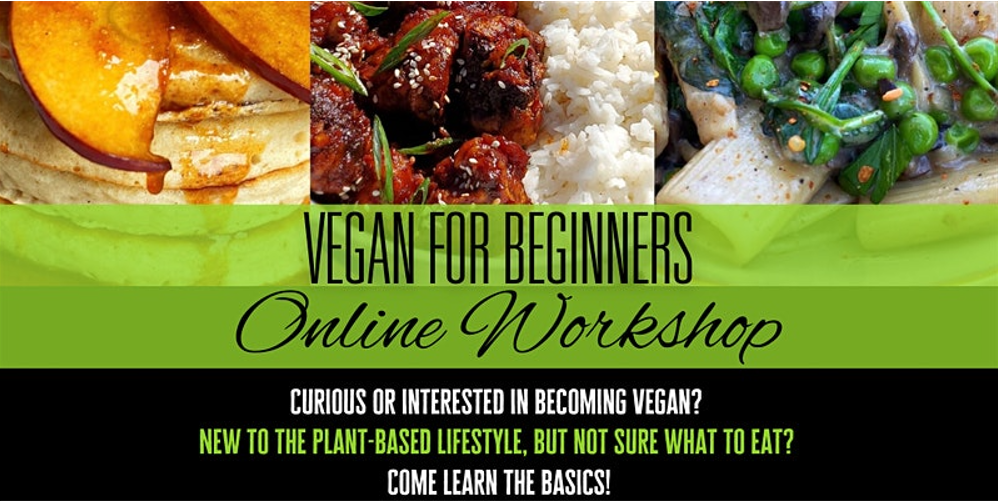 VEGAN FOR BEGINNERS
Online Workshop
CURIOUS OR INTERESTED IN BECOMING VEGAN?
NEW TO THE PLANT-BASED LIFESTYLE, BUT NOT SURE WHAT TO EAT?
COME LEARN THE BASICS!